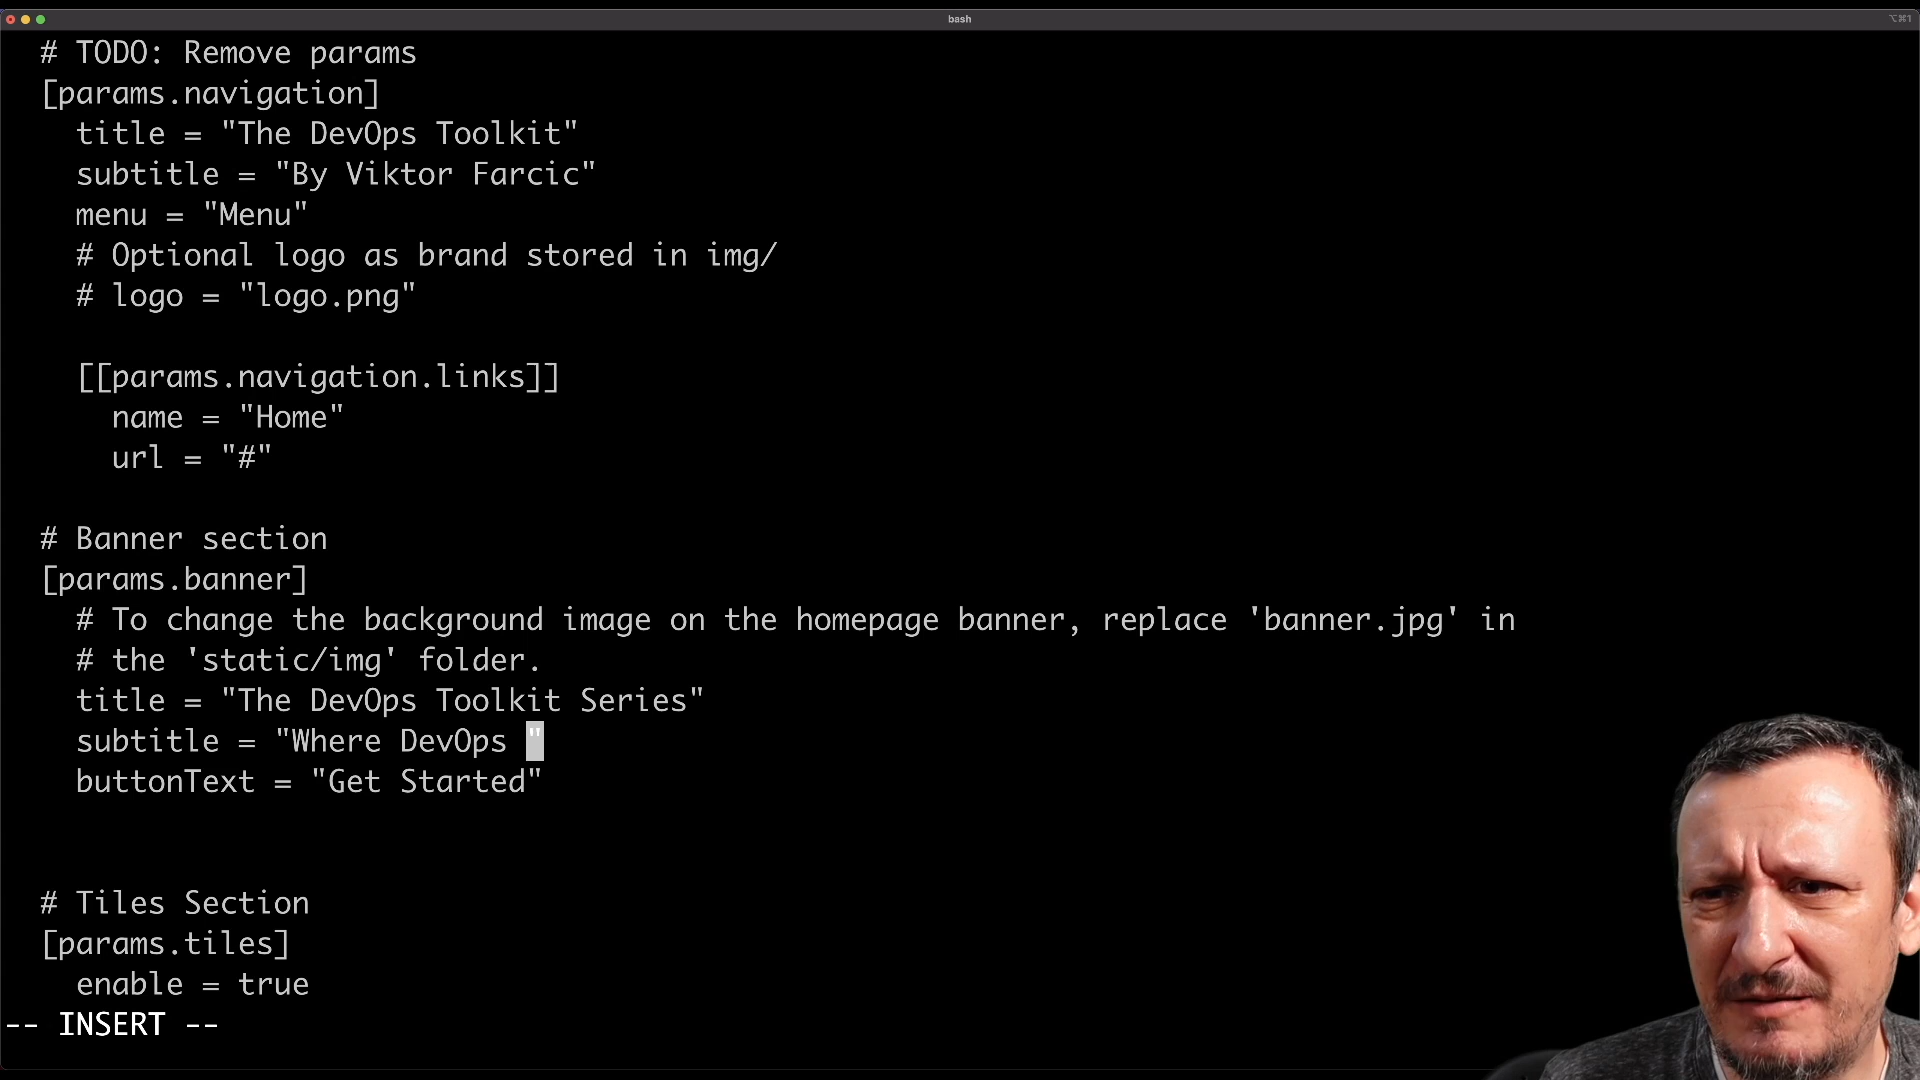 bash
⌥⌘1
# TODO: Remove params
[params.navigation]
title = "The DevOps Toolkit"
subtitle = "By Viktor Farcic"
menu = "Menu"
# Optional logo as brand stored in img/
# logo = "logo.png"
[[params.navigation.links]]
name = "Home"
url = "#"
# Banner section
[params.banner]
# To change the background image on the homepage banner, replace 'banner.jpg' in
# the 'static/img' folder.
title = "The DevOps Toolkit Series"
subtitle = "Where DevOps "
buttonText = "Get Started"
# Tiles Section
[params.tiles]
enable = true
-- INSERT --